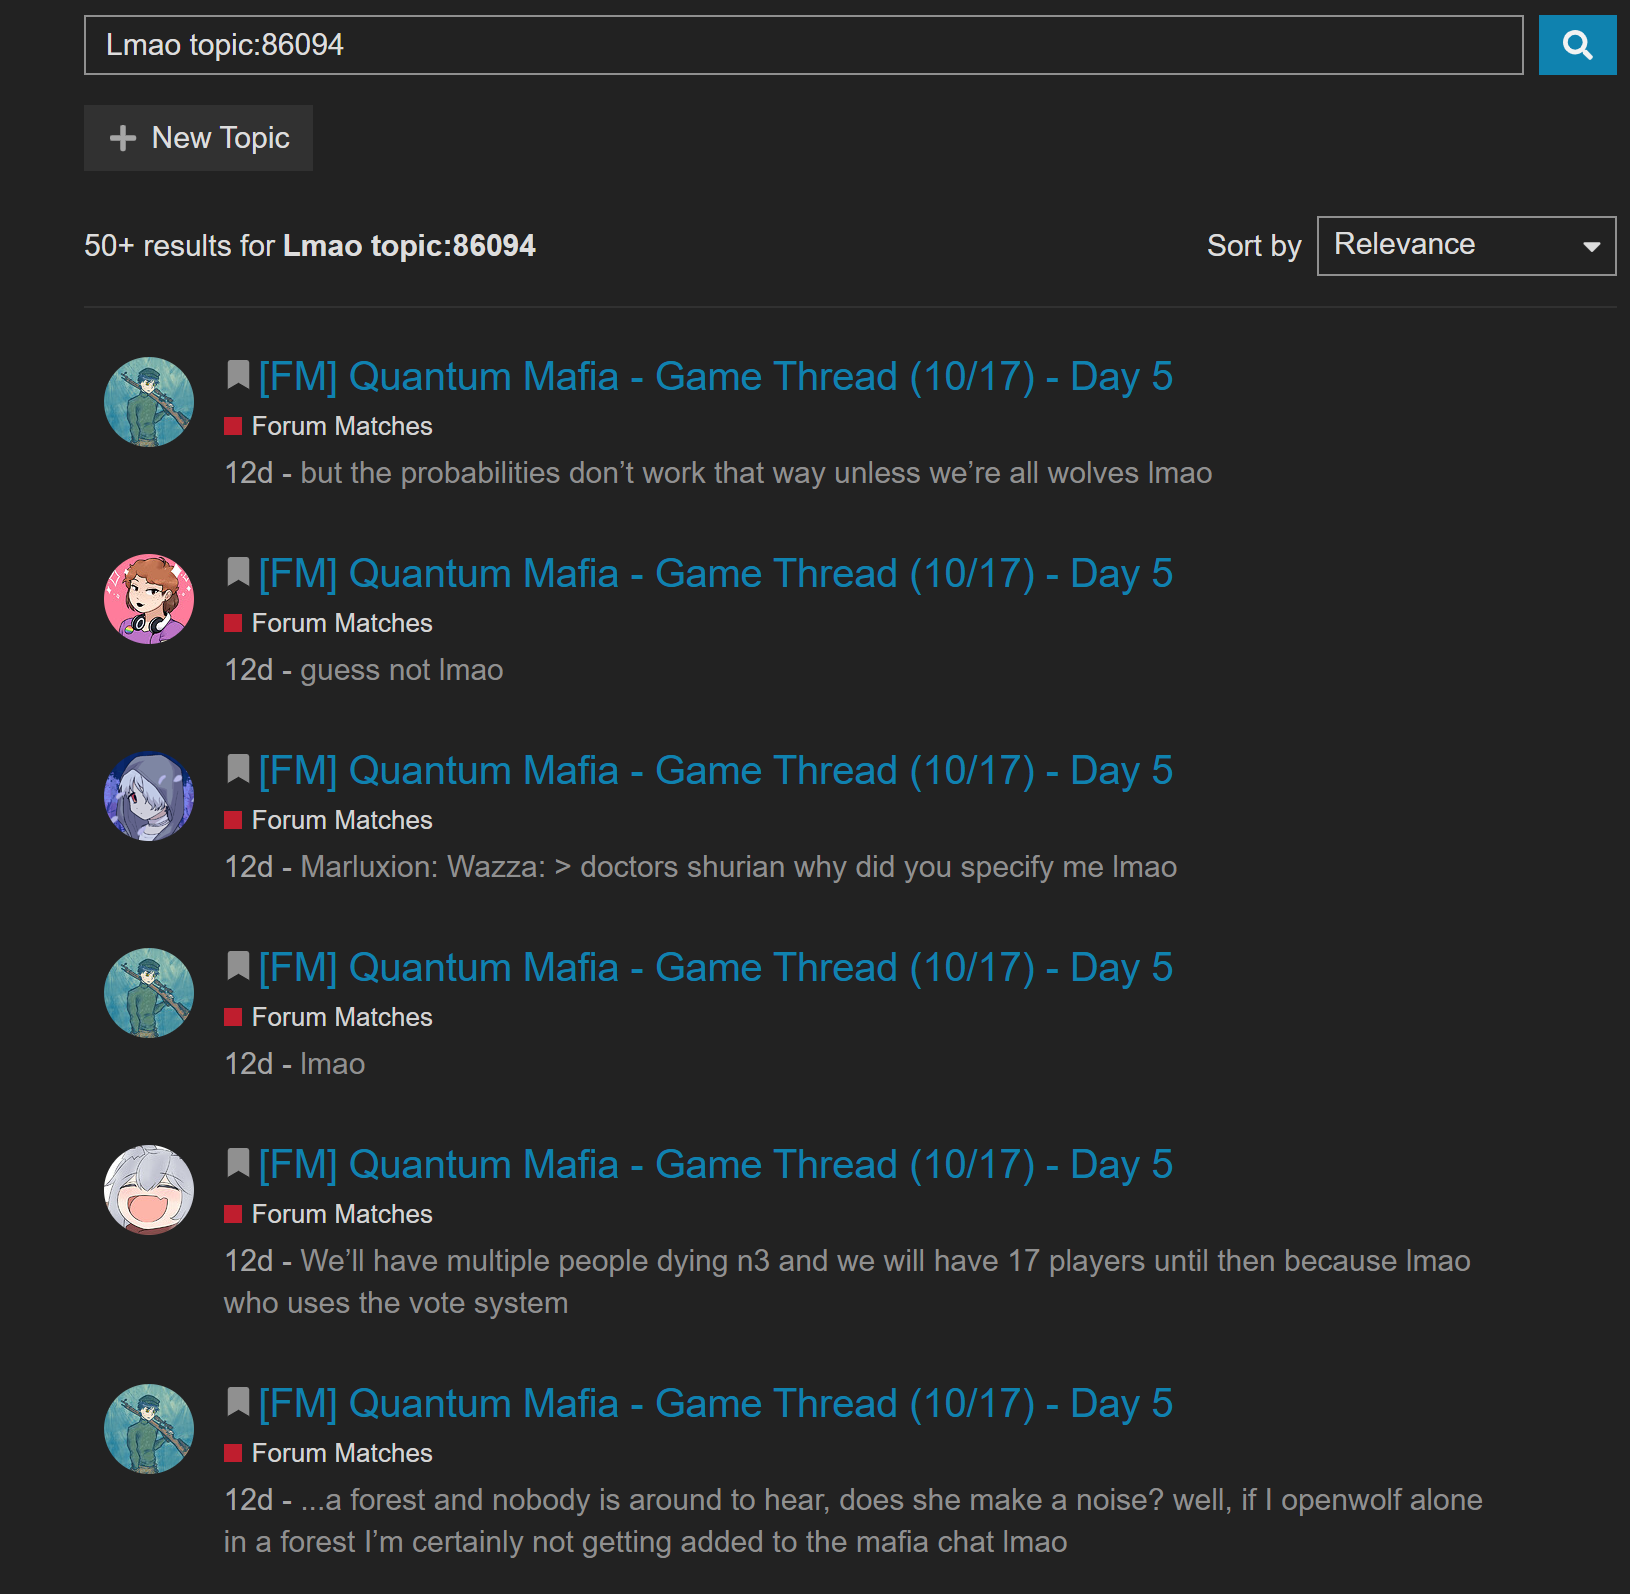 Lmao topic:86094
New Topic
50+ results for Lmao topic:86094
Sort by Relevance
[FM] Quantum Mafia - Game Thread (10/17) - Day 5
Forum Matches
12d - but the probabilities don’t work that way unless we’re all wolves lmao
[FM] Quantum Mafia - Game Thread (10/17) - Day 5
Forum Matches
12d - guess not lmao
[FM] Quantum Mafia - Game Thread (10/17) - Day 5
Forum Matches
12d - Marluxion: Wazza: > doctors shurian why did you specify me lmao
[FM] Quantum Mafia - Game Thread (10/17) - Day 5
Forum Matches
12d - lmao
[FM] Quantum Mafia - Game Thread (10/17) - Day 5
Forum Matches
12d - We’ll have multiple people dying n3 and we will have 17 players until then because lmao
who uses the vote system
[FM] Quantum Mafia - Game Thread (10/17) - Day 5
Forum Matches
12d - ...a forest and nobody is around to hear, does she make a noise? well, if I openwolf alone
in a forest I’m certainly not getting added to the mafia chat lmao